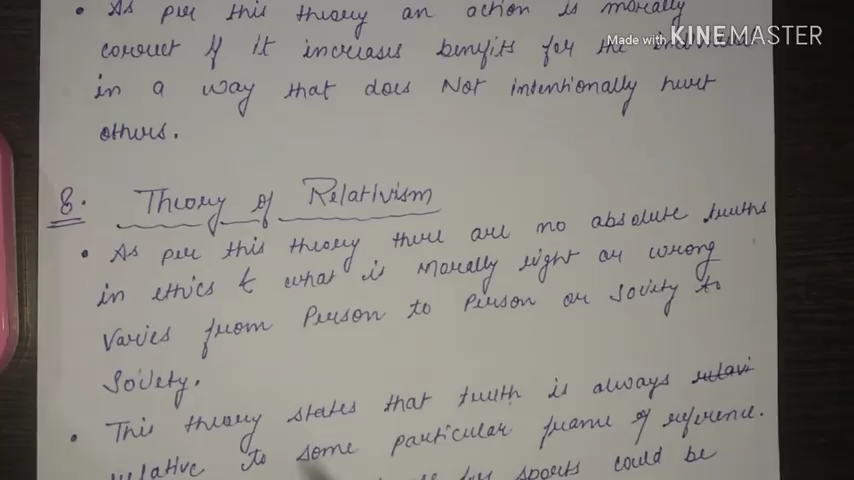 • As per this theory an action is morally
Made with KINEMASTER
correct if it increases benefits for the
in a way that does Not intentionally hurt
others.
8. Theory of Relativism
• As per this theory there are no absolute truths
in ethics & what is Morally right or wrong
Varies from Person to Person or Society to
Society.
• This theory states that truth is always
relative to some particular frame of reference.
sports could be